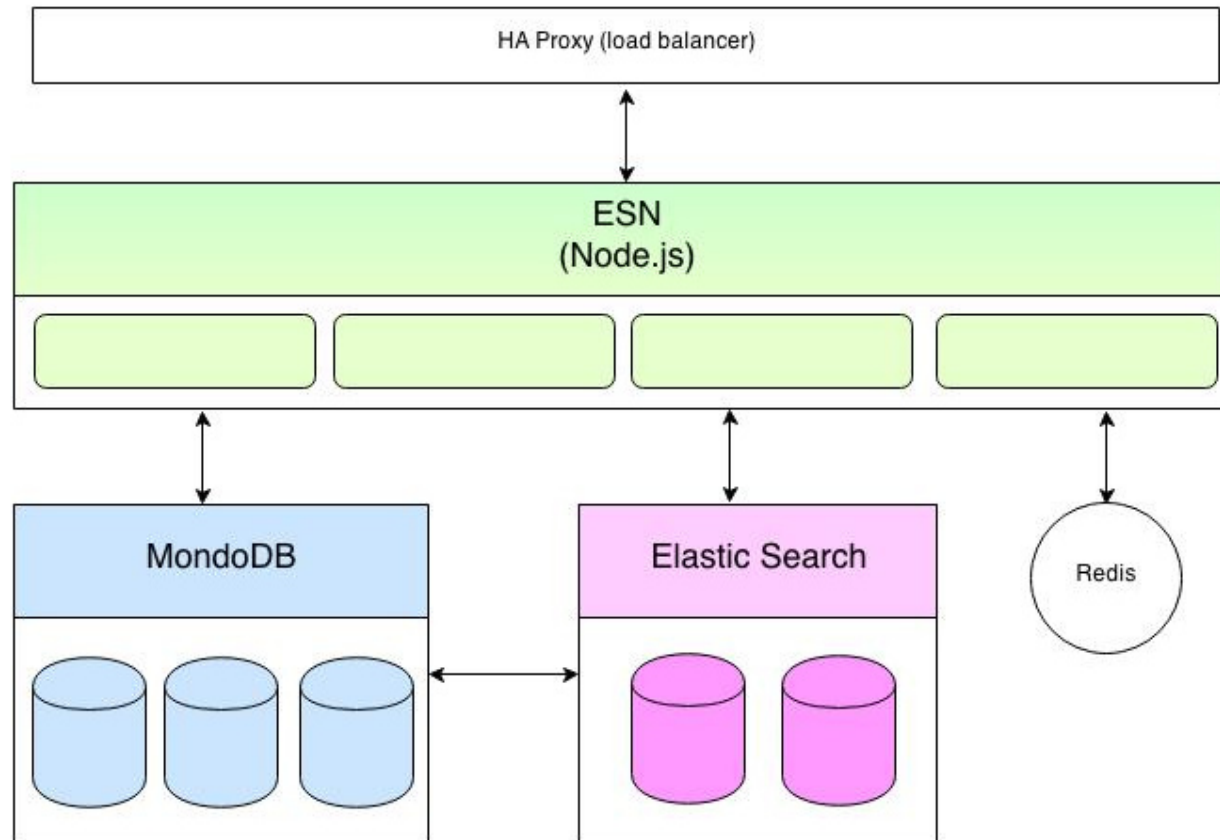 HA Proxy (load balancer)
ESN
(Node.js)
MondoDB
Elastic Search
Redis